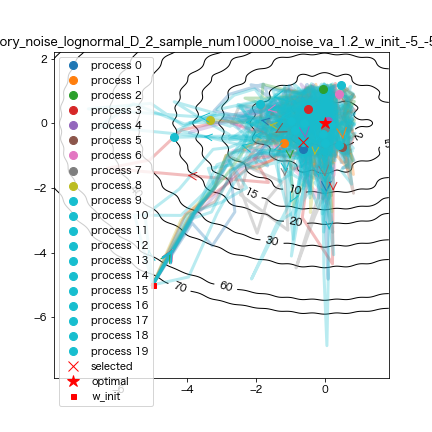 ory_noise_lognormal_D_2_sample_num10000_noise_va_1.2_w_init_-5_-5
process 0
process 1
process 2
process 3
process 4
process 5
process 6
process 7
process 8
process 9
process 10
process 11
process 12
process 13
process 14
process 15
process 16
process 17
process 18
process 19
selected
optimal
w_init
2
0
−2
−4
−6
−4
−2
0
2
5
10
15
20
30
60
70